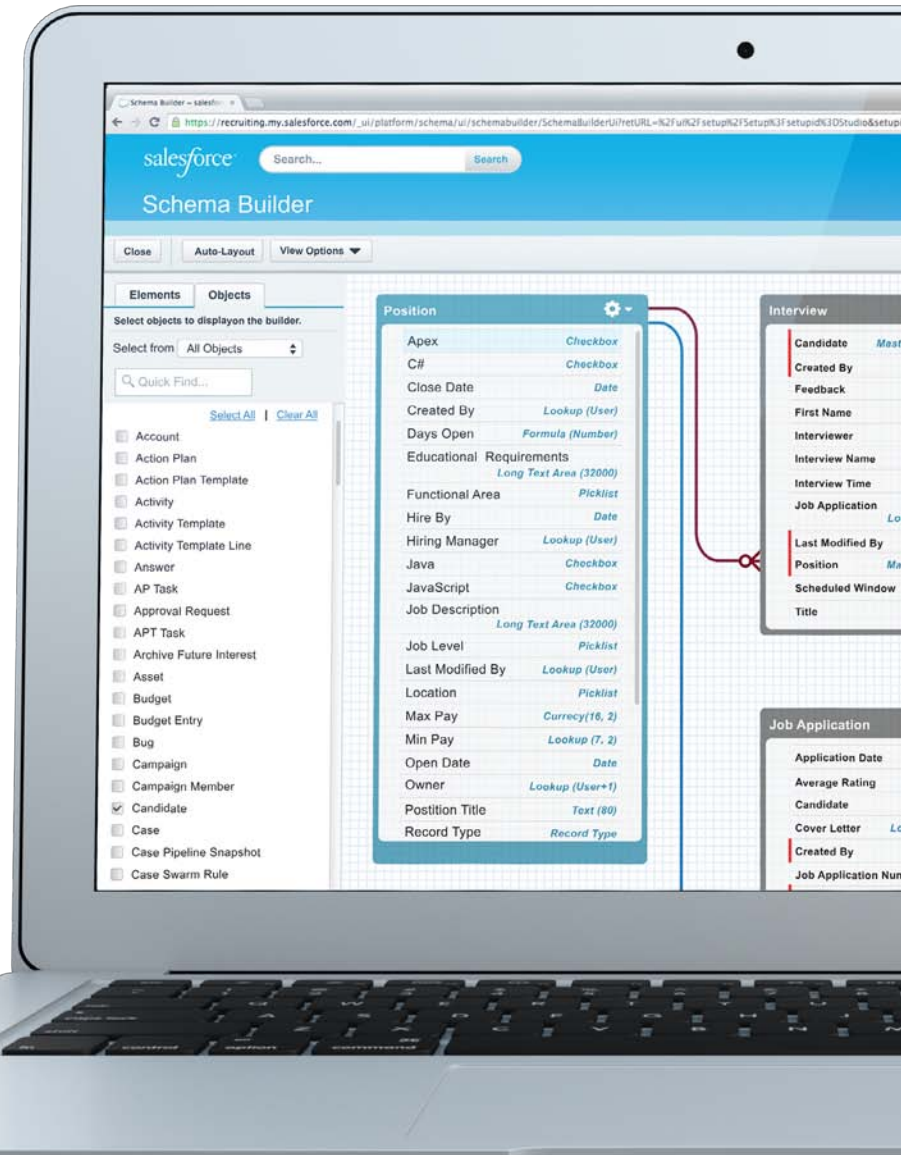 Schema Builder ~ salesfor
https://recruiting.my.salesforce.com/_ui/platform/schema/ui/schemabuilder/SchemaBuilderUi?retURL=%2Fui%2Fsetup%2FSetup%3Fsetupid%3DStudio&setupi
salesforce
Search...
Search
Schema Builder
Close
Auto-Layout
View Options
Elements
Objects
Select objects to displayon the builder.
Select from All Objects
Quick Find...
Select All | Clear All
Account
Action Plan
Action Plan Template
Activity
Activity Template
Activity Template Line
Answer
AP Task
Approval Request
APT Task
Archive Future Interest
Asset
Budget
Budget Entry
Bug
Campaign
Campaign Member
Candidate
Case
Case Pipeline Snapshot
Case Swarm Rule
Position
Apex Checkbox
C# Checkbox
Close Date Date
Created By Lookup (User)
Days Open Formula (Number)
Educational Requirements
Long Text Area (32000)
Functional Area Picklist
Hire By Date
Hiring Manager Lookup (User)
Java Checkbox
JavaScript Checkbox
Job Description
Long Text Area (32000)
Job Level Picklist
Last Modified By Lookup (User)
Location Picklist
Max Pay Currecy(16, 2)
Min Pay Lookup (7, 2)
Open Date Date
Owner Lookup (User+1)
Postition Title Text (80)
Record Type Record Type
Interview
Candidate Mast
Created By
Feedback
First Name
Interviewer
Interview Name
Interview Time
Job Application
Lo
Last Modified By
Position Ma
Scheduled Window
Title
Job Application
Application Date
Average Rating
Candidate
Cover Letter Lo
Created By
Job Application Num
control
option
command